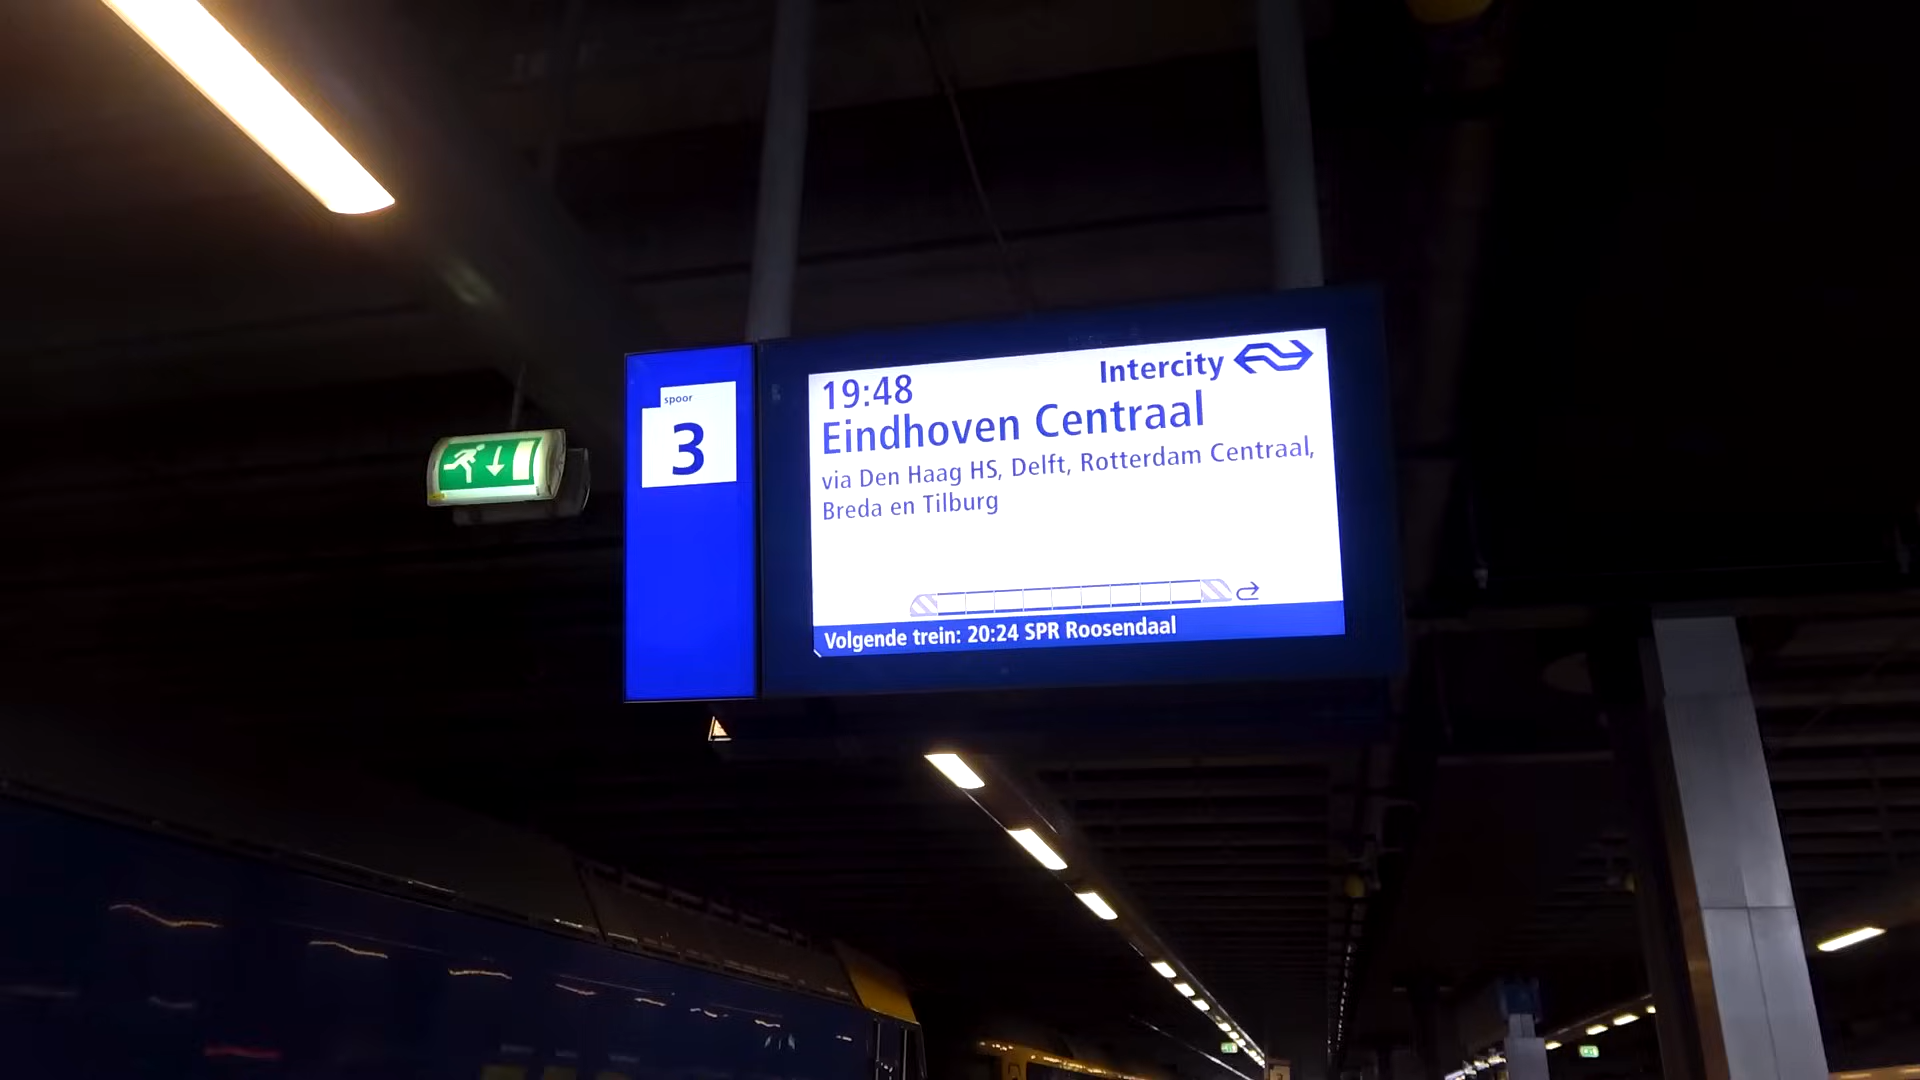 spoor
3
19:48
Intercity
Eindhoven Centraal
via Den Haag HS, Delft, Rotterdam Centraal,
Breda en Tilburg
Volgende trein: 20:24 SPR Roosendaal